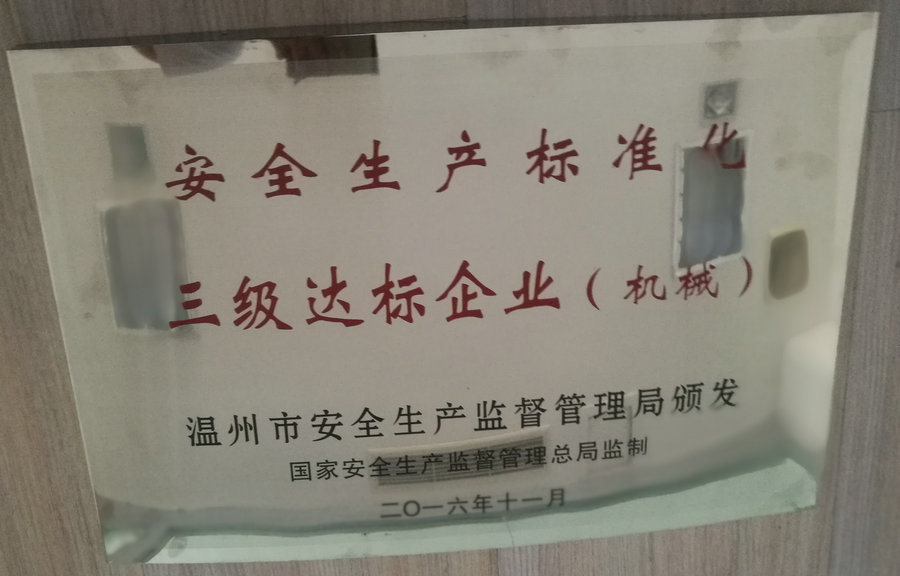 安全生产标准化
三级达标企业（机械）
温州市安全生产监督管理局颁发
国家安全生产监督管理总局监制
二〇一六年十一月